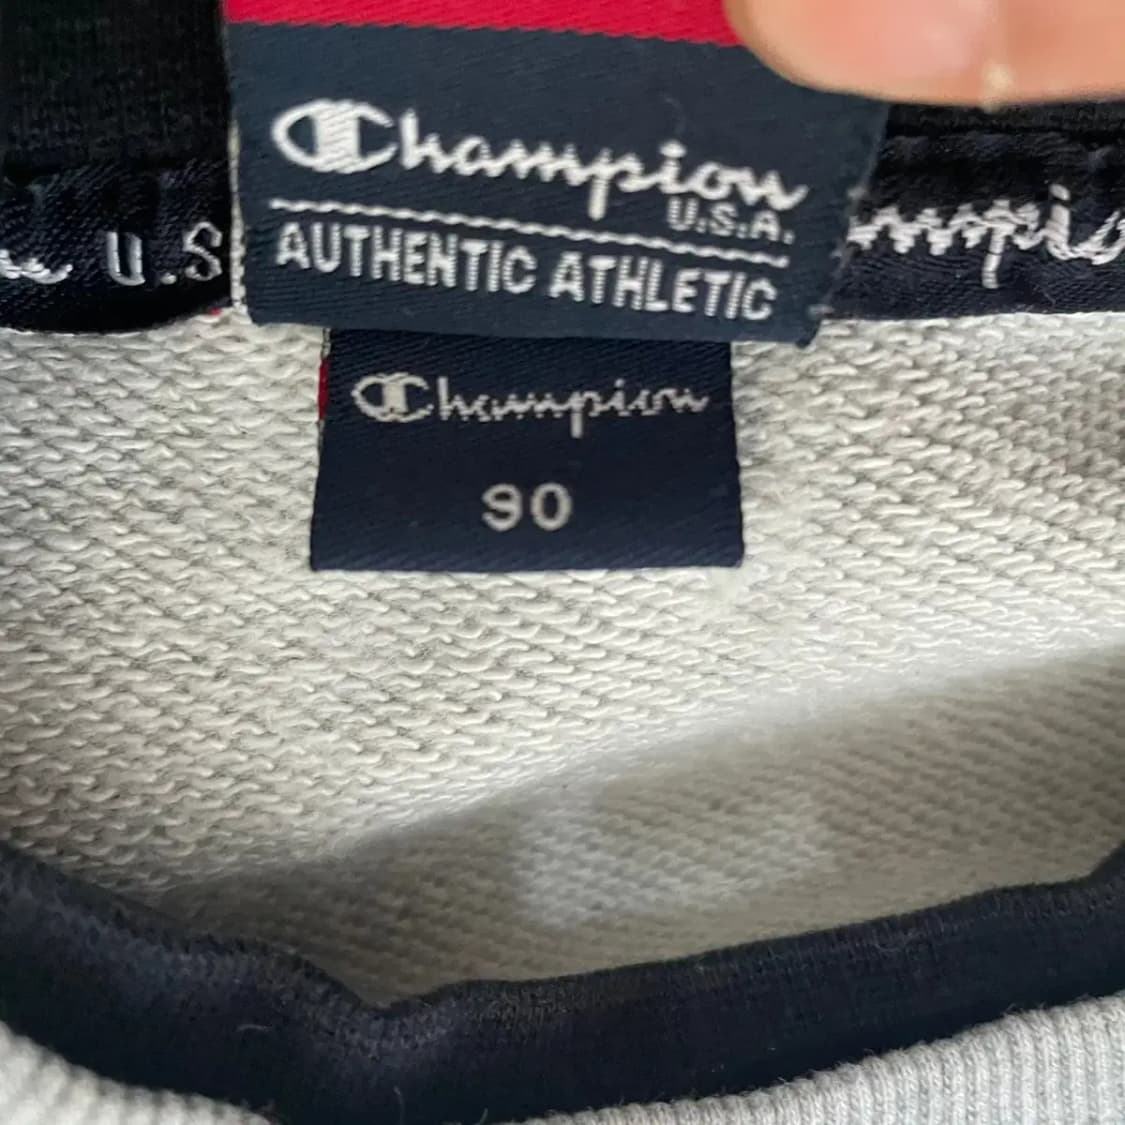 Champion
U.S.A.
AUTHENTIC ATHLETIC
U.S
Champion
90